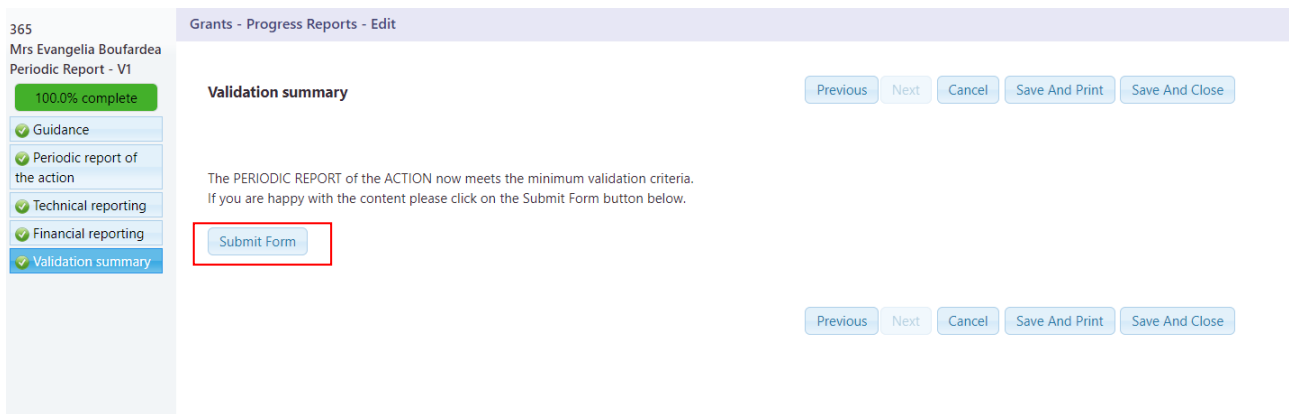 365
Mrs Evangelia Boufardea
Periodic Report - V1
100.0% complete
Guidance
Periodic report of
the action
Technical reporting
Financial reporting
Validation summary
Grants - Progress Reports - Edit
Validation summary
Previous Next Cancel Save And Print Save And Close
The PERIODIC REPORT of the ACTION now meets the minimum validation criteria.
If you are happy with the content please click on the Submit Form button below.
Submit Form
Previous Next Cancel Save And Print Save And Close